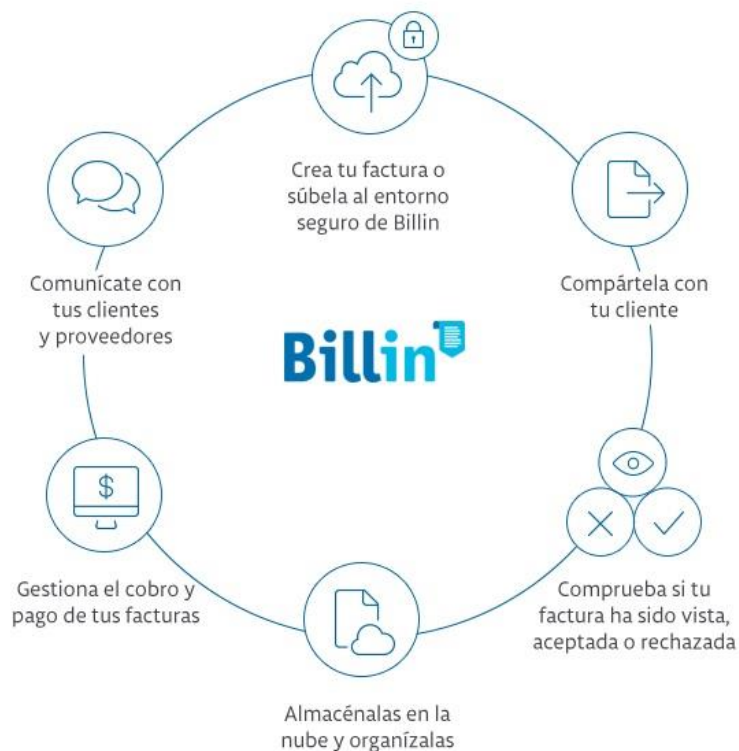 Crea tu factura o
súbela al entorno
seguro de Billin
Compártela con
tu cliente
Comprueba si tu
factura ha sido vista,
aceptada o rechazada
Almacénalas en la
nube y organízalas
Gestiona el cobro y
pago de tus facturas
$
Comunícate con
tus clientes
y proveedores
Billin